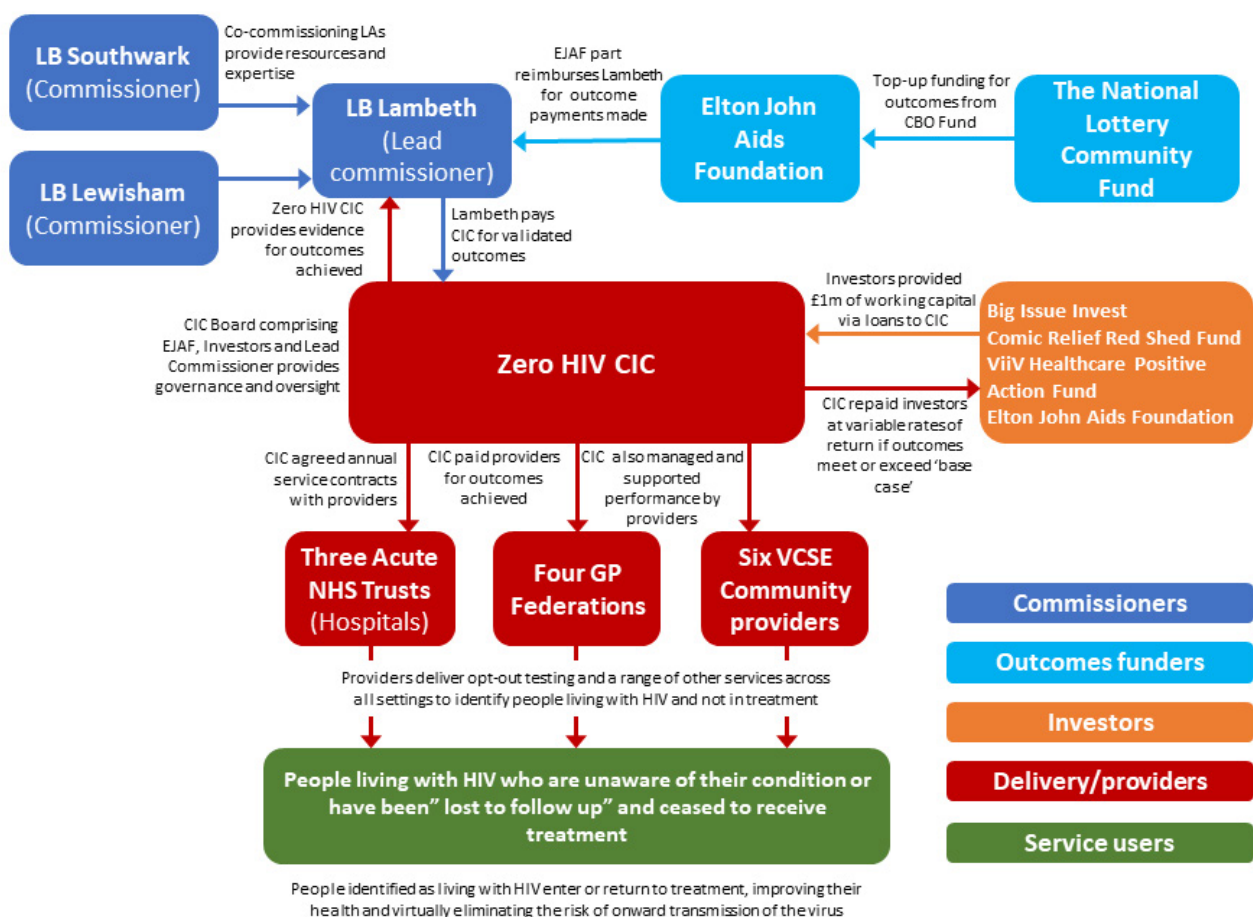 LB Southwark
(Commissioner)
Co-commissioning LAs
provide resources and
expertise
LB Lambeth
(Lead
commissioner)
EJAF part
reimburses Lambeth
for outcome
payments made
Elton John
Aids
Foundation
Top-up funding for
outcomes from
CBO Fund
The National
Lottery
Community
Fund
LB Lewisham
(Commissioner)
Zero HIV CIC
provides evidence
for outcomes
achieved
Lambeth pays
CIC for validated
outcomes
CIC Board comprising
EJAF, Investors and Lead
Commissioner provides
governance and oversight
Zero HIV CIC
Investors provided
£1m of working capital
via loans to CIC
Big Issue Invest
Comic Relief Red Shed Fund
ViiV Healthcare Positive
Action Fund
Elton John Aids Foundation
CIC repaid investors
at variable rates of
return if outcomes
meet or exceed ‘base
case’
CIC agreed annual
service contracts
with providers
CIC paid providers
for outcomes
achieved
CIC also managed and
supported
performance by
providers
Three Acute
NHS Trusts
(Hospitals)
Four GP
Federations
Six VCSE
Community
providers
Providers deliver opt-out testing and a range of other services across
all settings to identify people living with HIV and not in treatment
People living with HIV who are unaware of their condition or
have been” lost to follow up” and ceased to receive
treatment
People identified as living with HIV enter or return to treatment, improving their
health and virtually eliminating the risk of onward transmission of the virus
Commissioners
Outcomes funders
Investors
Delivery/providers
Service users